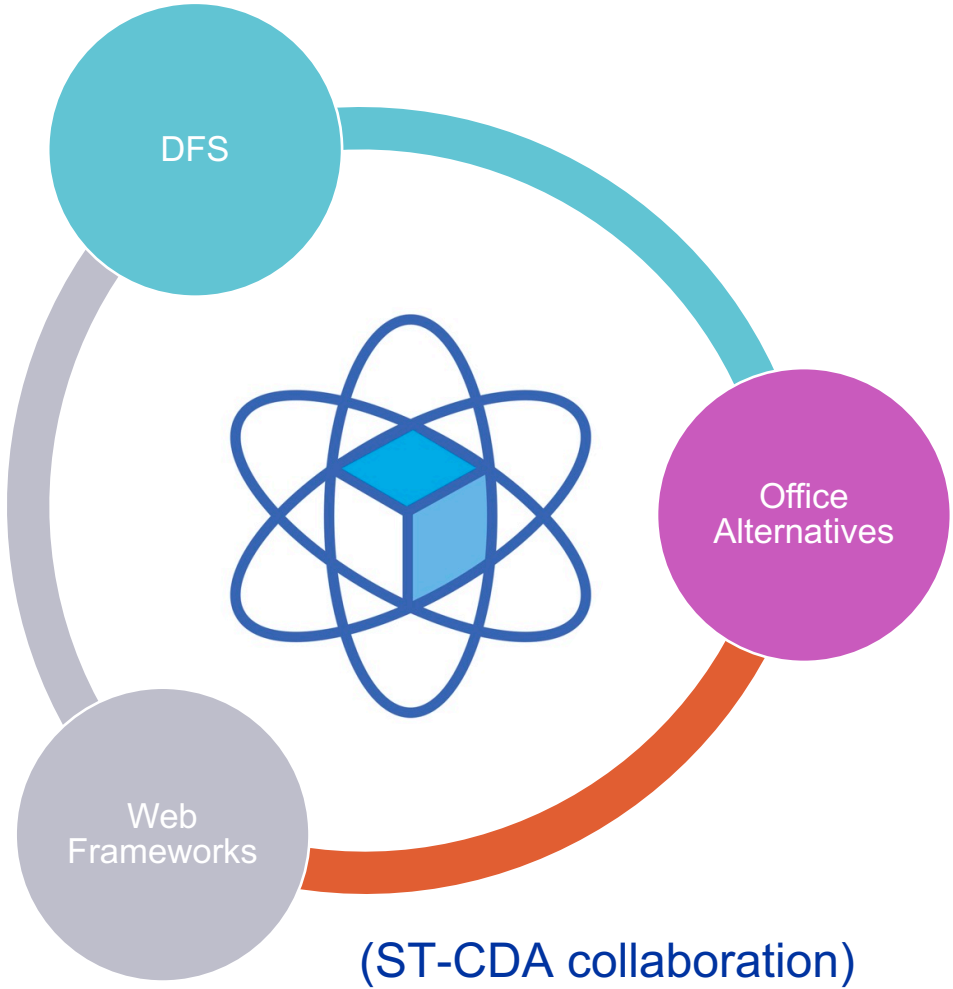 DFS
Office
Alternatives
Web
Frameworks
(ST-CDA collaboration)